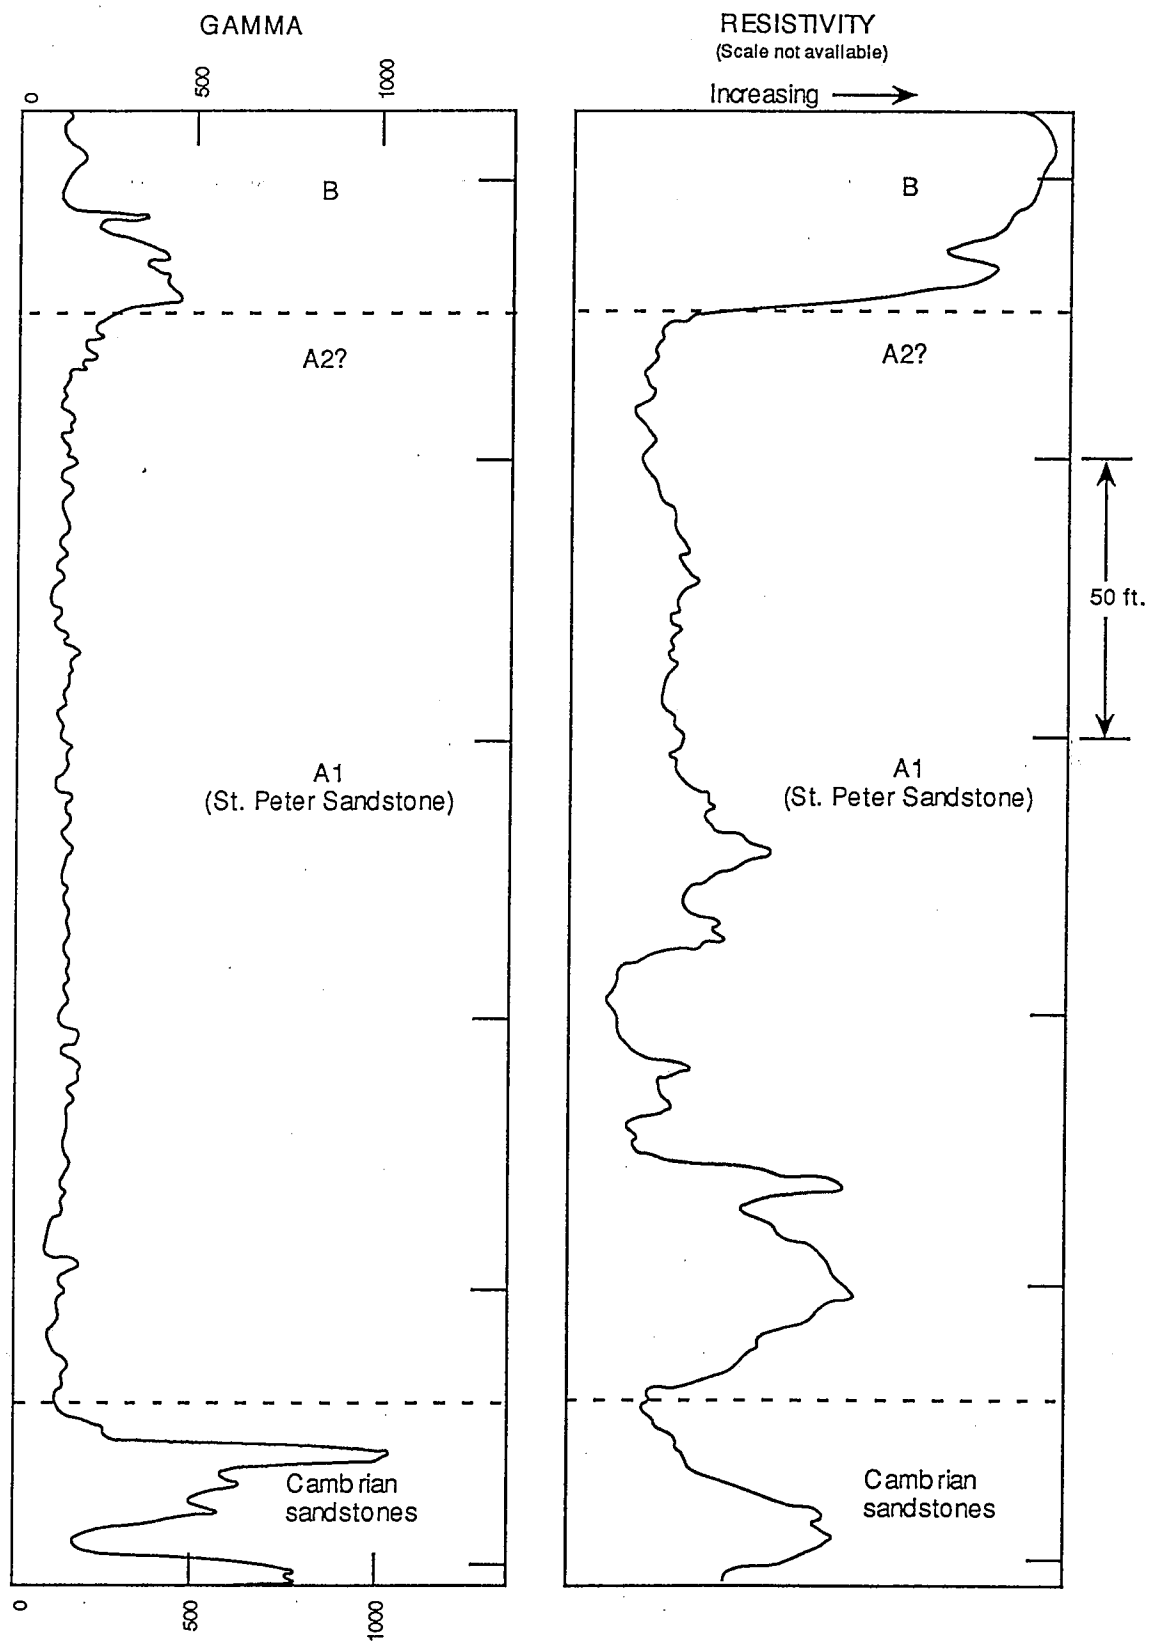 GAMMA
RESISTIVITY
(Scale not available)
Increasing
0
500
1000
B
B
A2?
A2?
50 ft.
A1
(St. Peter Sandstone)
A1
(St. Peter Sandstone)
Cambrian
sandstones
Cambrian
sandstones
0
500
1000